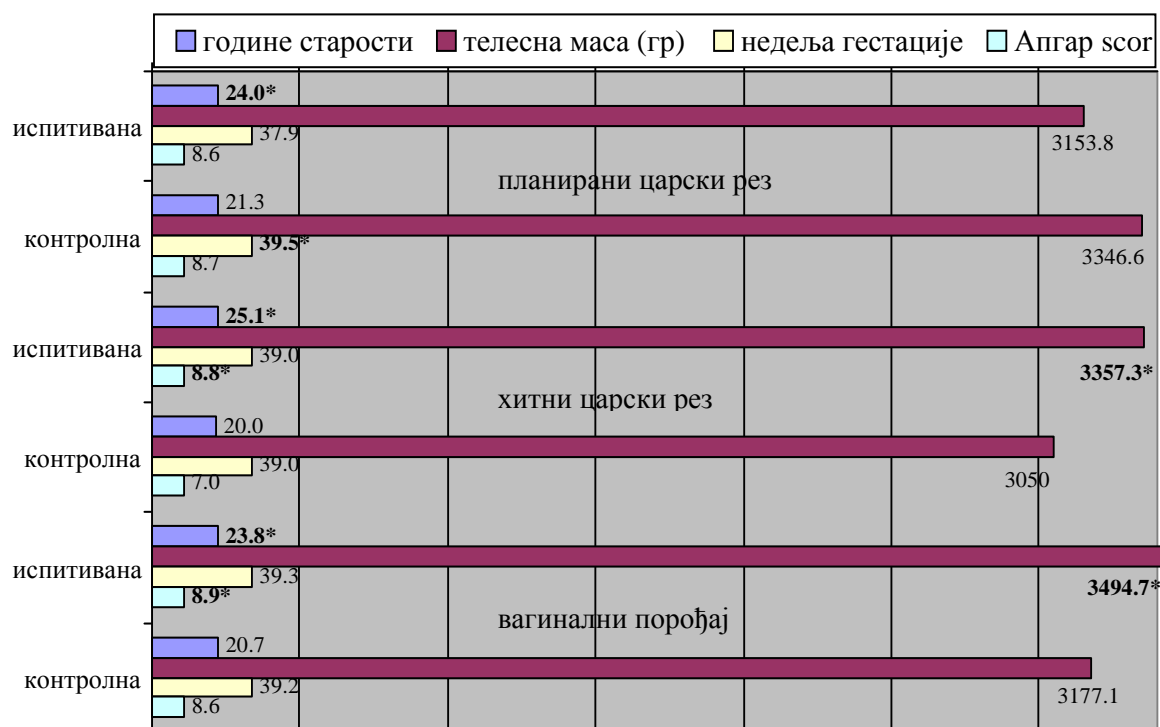 године старости телесна маса (гр) недеља гестације Апгар scor
24.0*
испитивана
37.9
3153.8
8.6
планирани царски рез
21.3
контролна
39.5*
3346.6
8.7
25.1*
испитивана
39.0
8.8*
3357.3*
хитни царски рез
20.0
контролна
39.0
3050
7.0
23.8*
испитивана
39.3
3494.7*
8.9*
вагинални порођај
20.7
контролна
39.2
3177.1
8.6